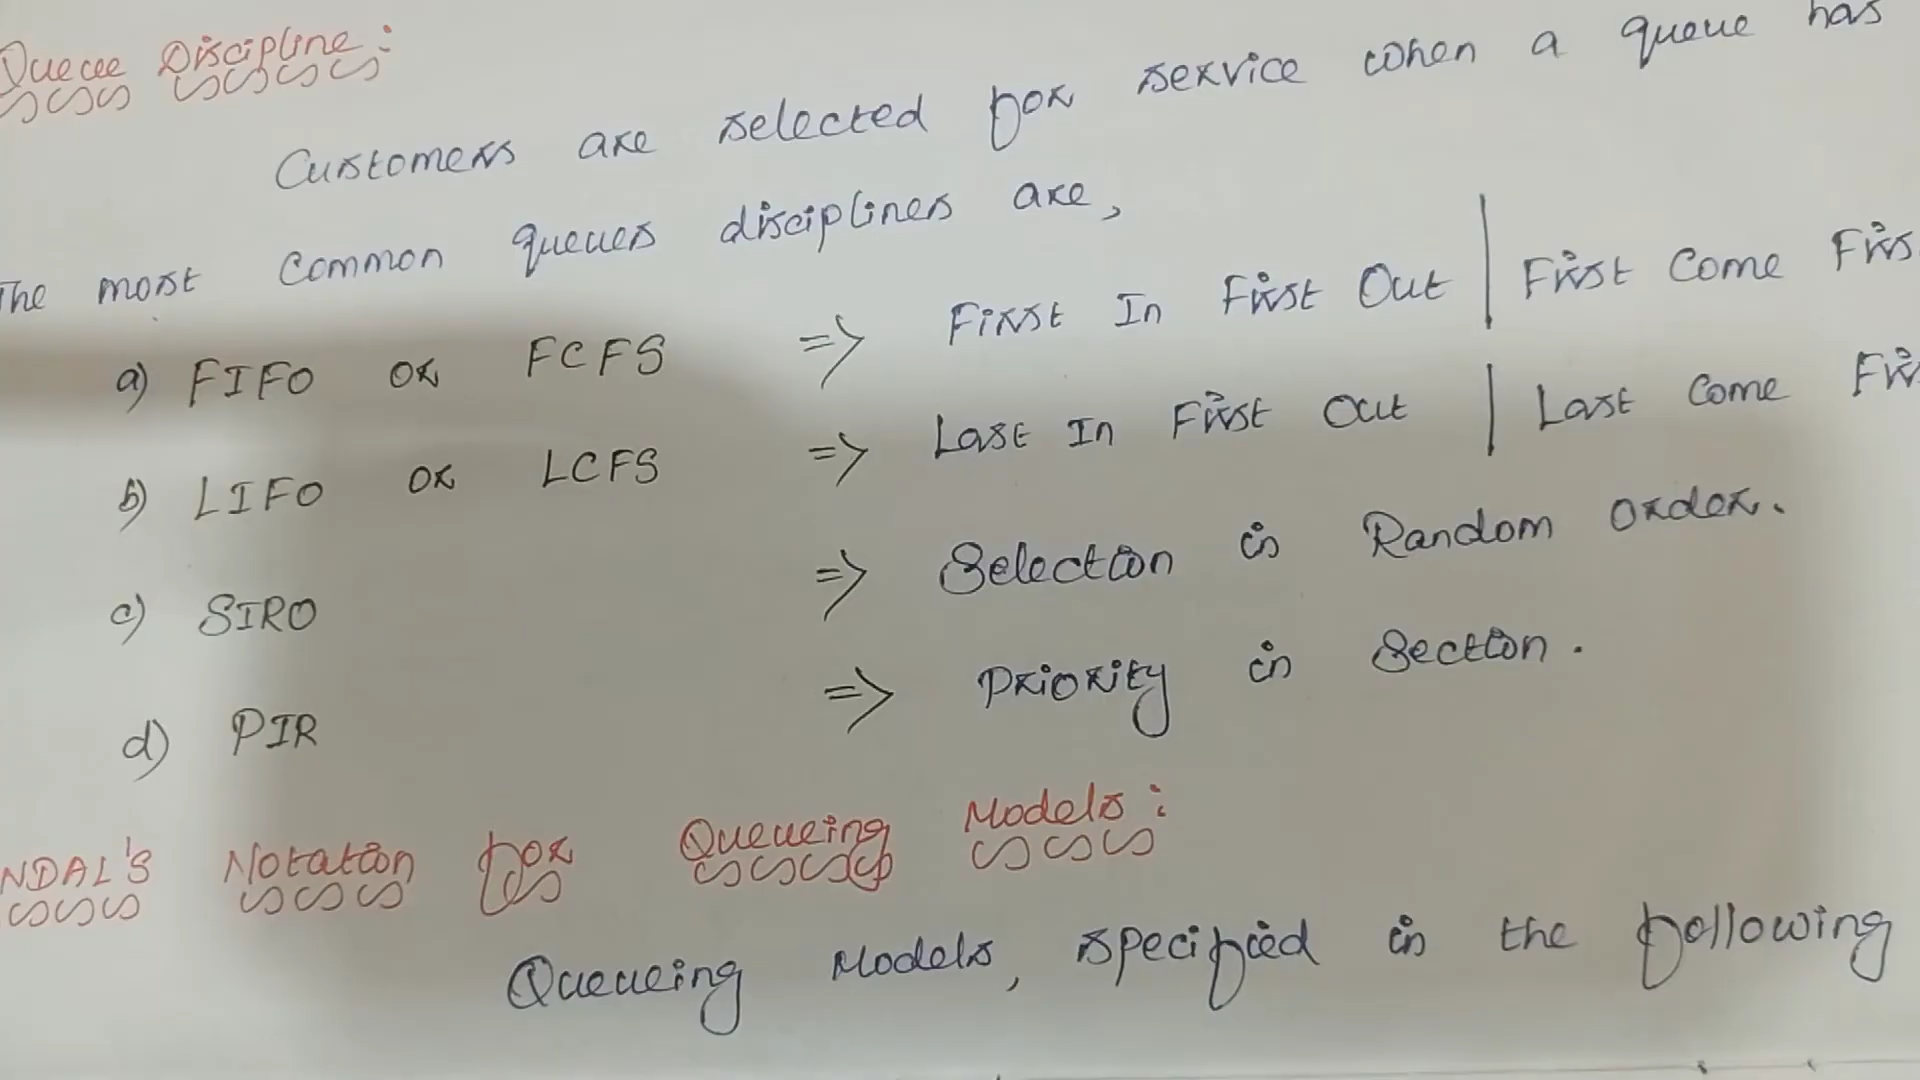 Queue Discipline:
Customers are selected for service when a queue has
The most common queues disciplines are,
a) FIFO or FCFS => First In First Out | First Come Firs
b) LIFO or LCFS => Last In First Out | Last Come Fir
c) SIRO => Selection in Random order.
d) PIR => Priority in Section.
NDAL'S Notation for Queueing Models:
Queueing Models, specified in the following